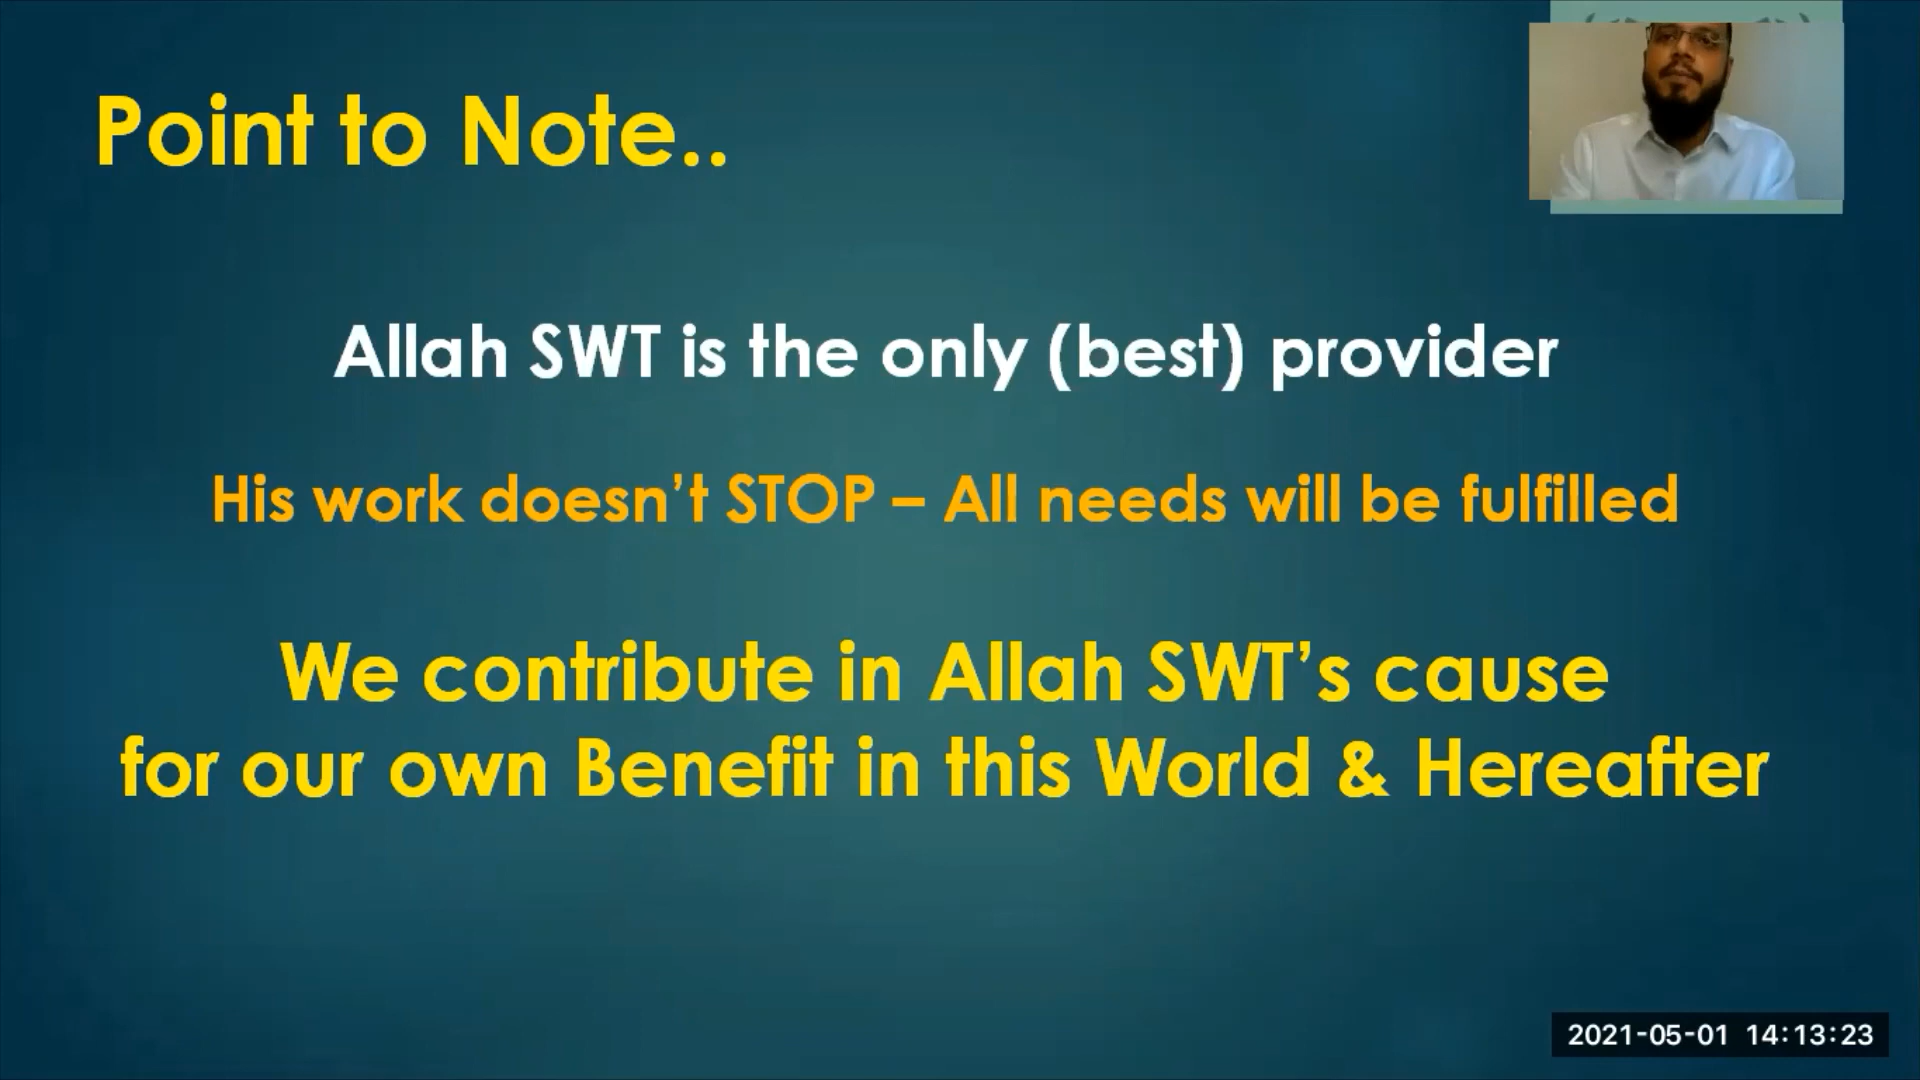 Point to Note..
Allah SWT is the only (best) provider
His work doesn’t STOP – All needs will be fulfilled
We contribute in Allah SWT’s cause
for our own Benefit in this World & Hereafter
2021-05-01 14:13:23